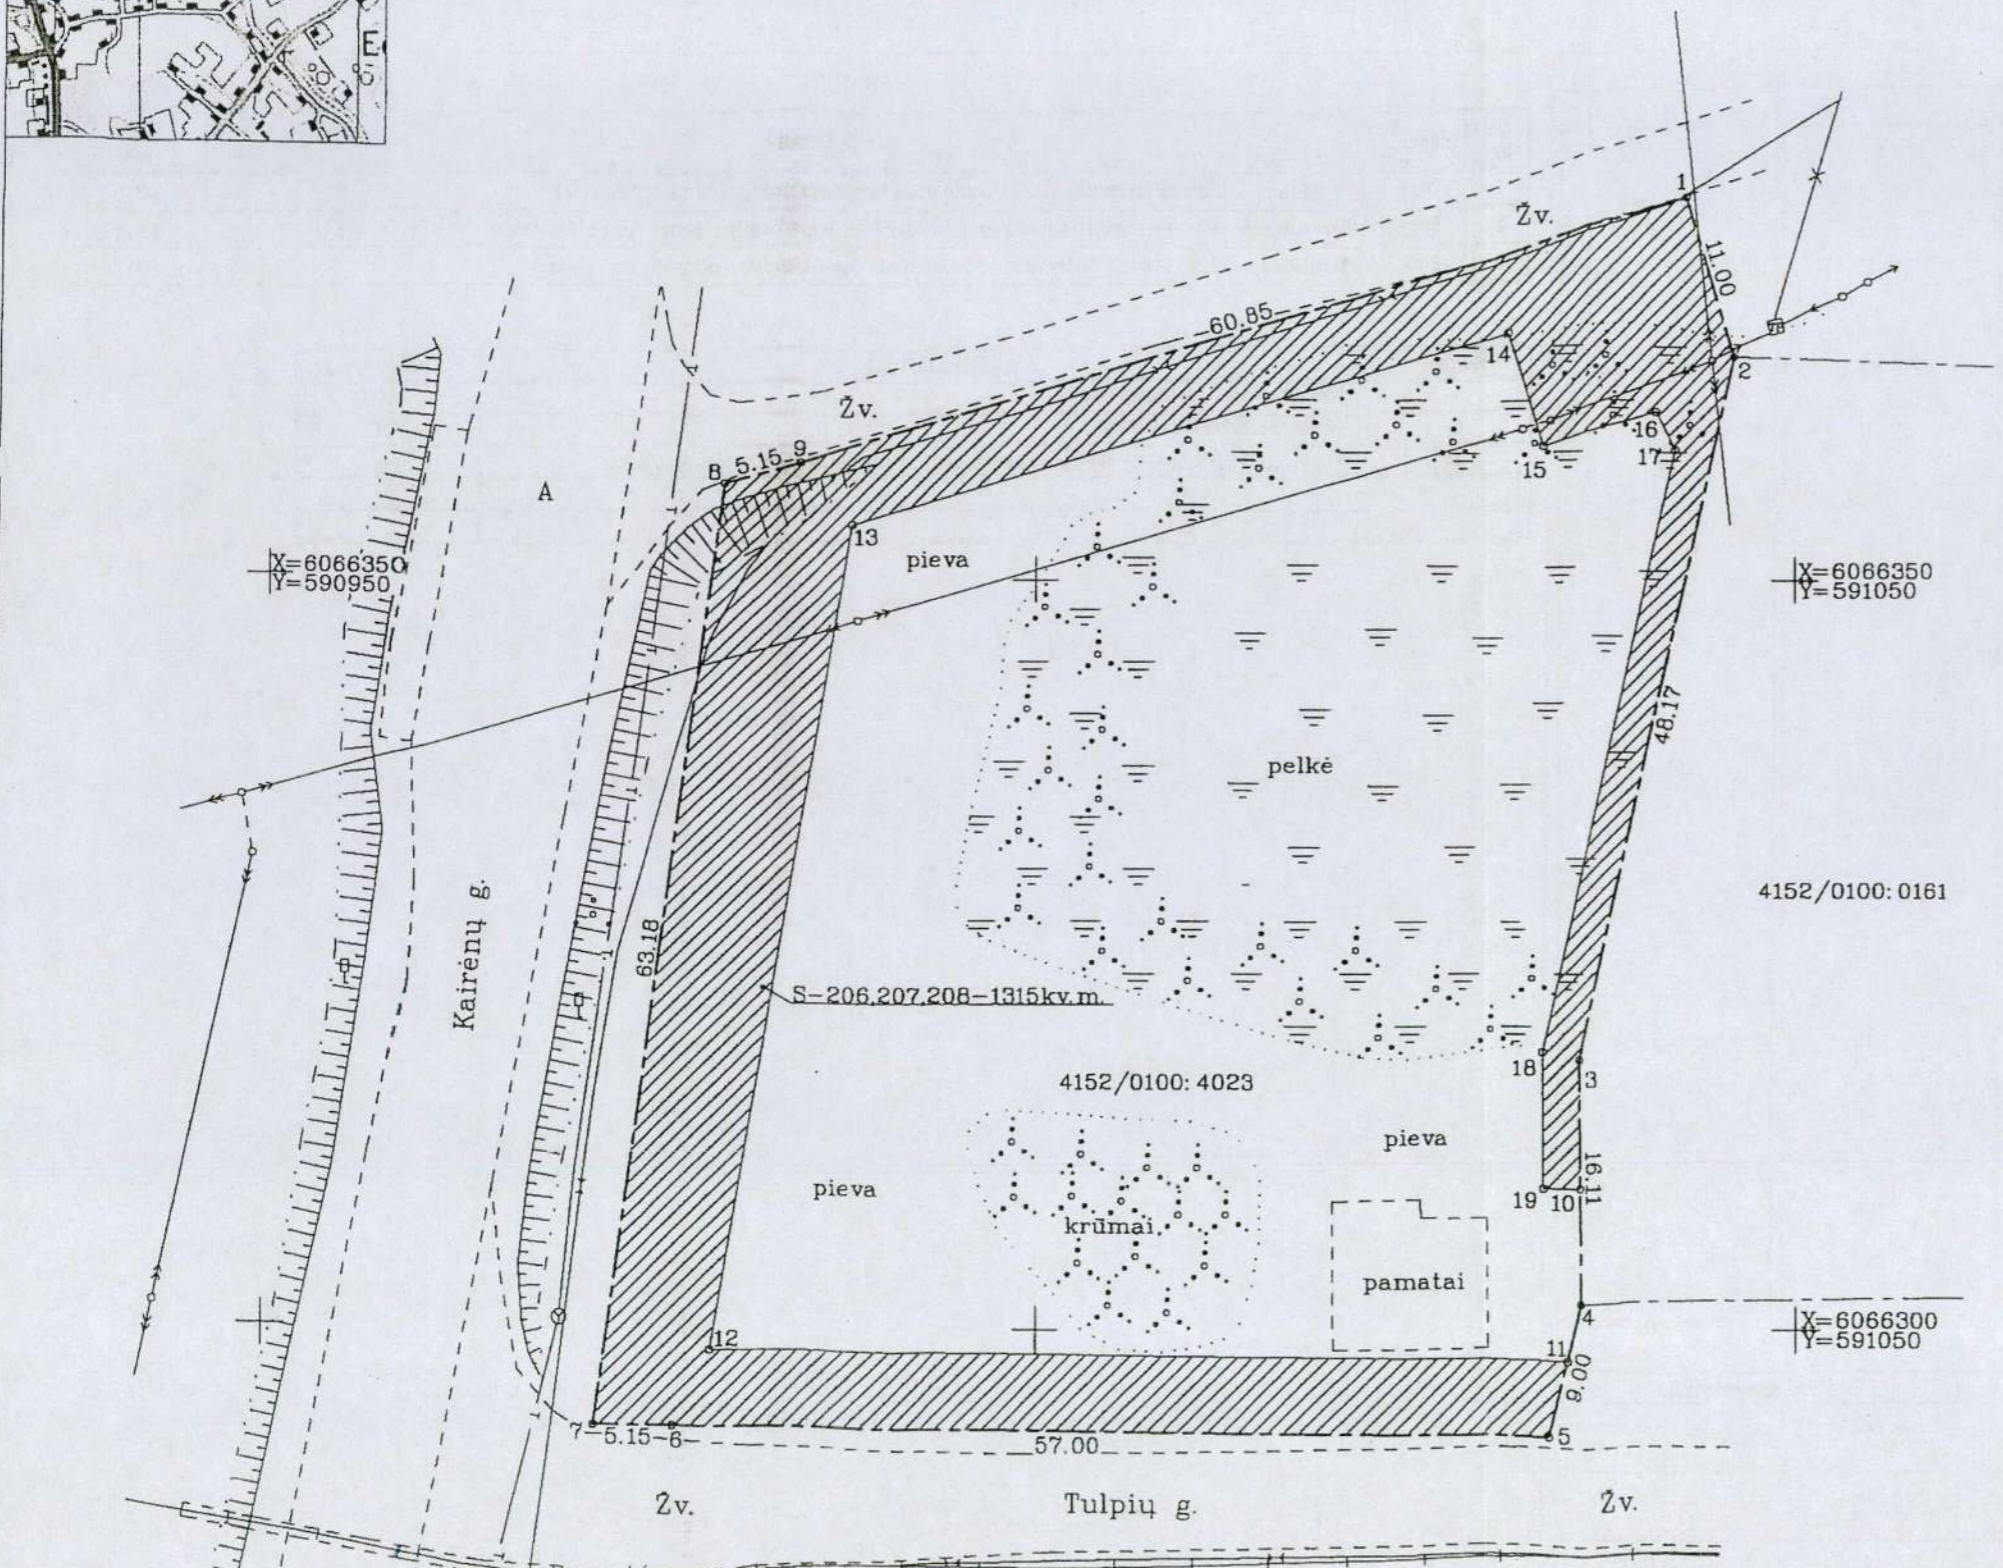 E
1
Žv.
11.00
60.85
14
2
Žv.
8 5.15 9
16
A
15
17
13
pieva
X=6066350
Y=590950
X=6066350
Y=591050
48.17
pelkė
Kairėnų g.
4152/0100: 0161
63.18
S-206,207,208-1315kv.m.
18
3
4152/0100: 4023
pieva
16.11
pieva
19 10
krūmai
pamatai
4
X=6066300
Y=591050
12
11
9.00
7-5.15-6
57.00
5
Žv.
Tulpių g.
Žv.